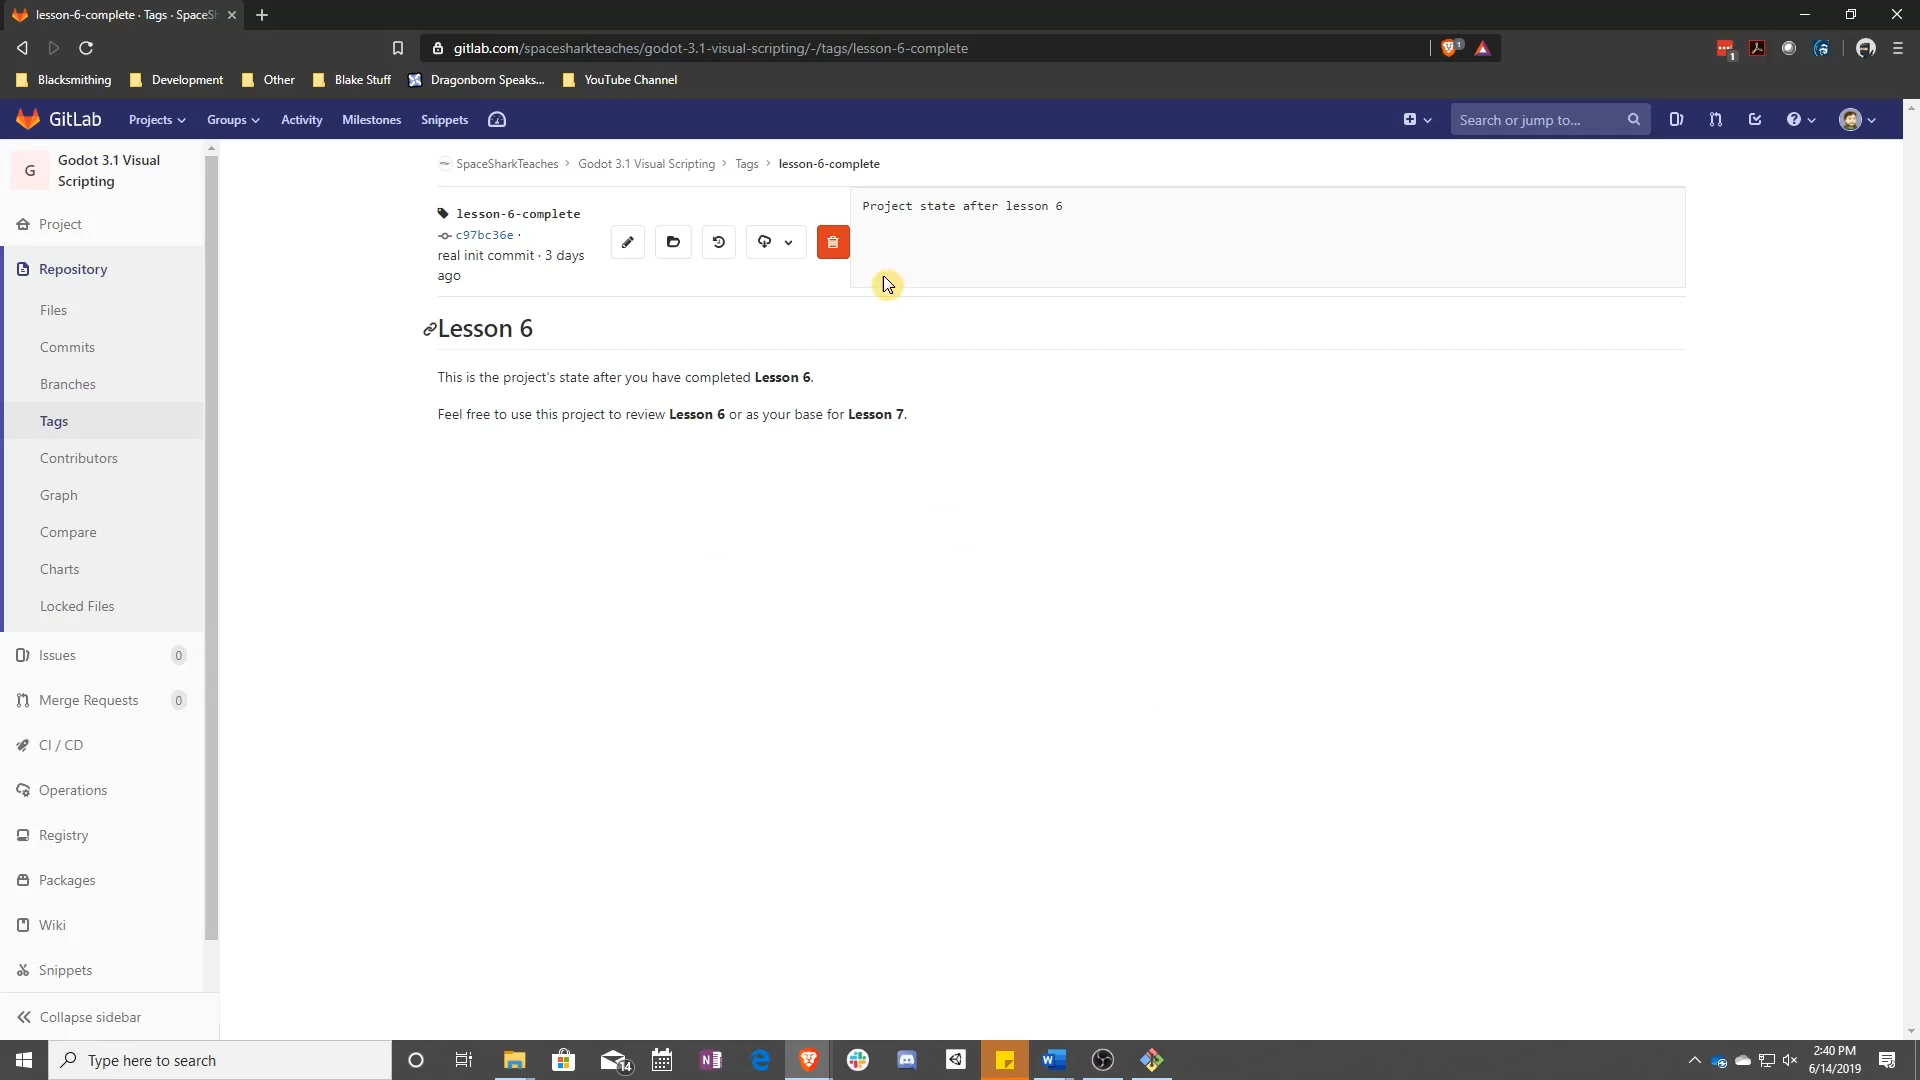 lesson-6-complete · Tags · SpaceSh
gitlab.com/spacesharkteaches/godot-3.1-visual-scripting/-/tags/lesson-6-complete
1
1
Blacksmithing
Development
Other
Blake Stuff
Dragonborn Speaks...
YouTube Channel
GitLab
Projects
Groups
Activity
Milestones
Snippets
Search or jump to...
G
Godot 3.1 Visual
Scripting
Project
Repository
Files
Commits
Branches
Tags
Contributors
Graph
Compare
Charts
Locked Files
Issues 0
Merge Requests 0
CI / CD
Operations
Registry
Packages
Wiki
Snippets
Collapse sidebar
SpaceSharkTeaches > Godot 3.1 Visual Scripting > Tags > lesson-6-complete
lesson-6-complete
c97bc36e ·
real init commit · 3 days
ago
Project state after lesson 6
Lesson 6
This is the project's state after you have completed Lesson 6.
Feel free to use this project to review Lesson 6 or as your base for Lesson 7.
Type here to search
14
2:40 PM
6/14/2019